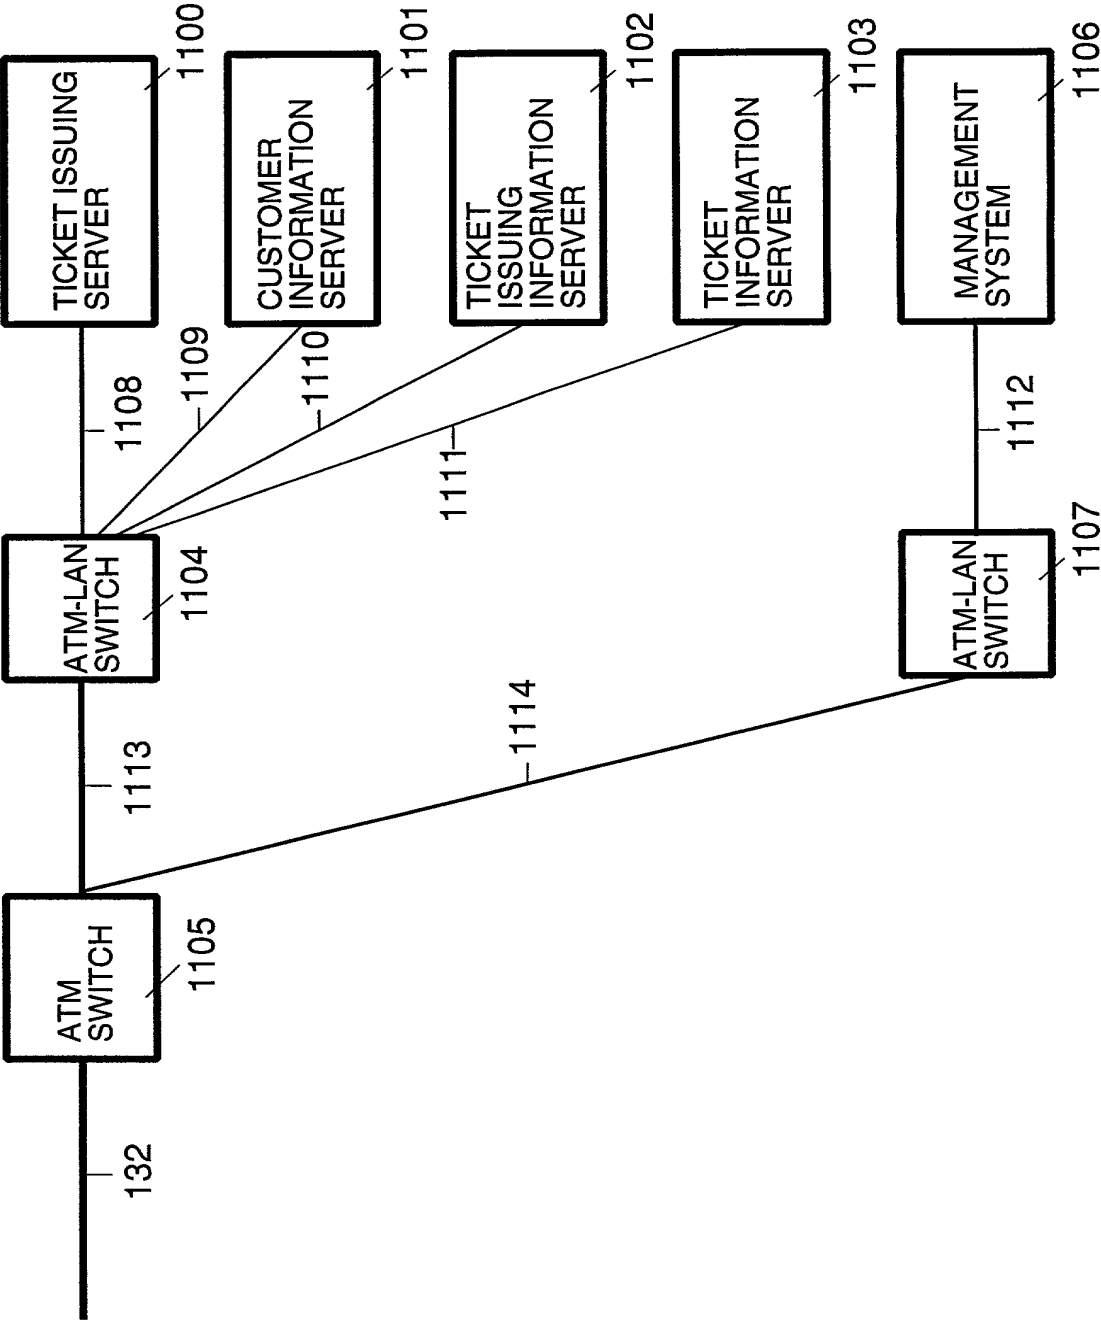 TICKET ISSUING
SERVER
1100
CUSTOMER
INFORMATION
SERVER
1101
TICKET
ISSUING
INFORMATION
SERVER
1102
TICKET
INFORMATION
SERVER
1103
MANAGEMENT
SYSTEM
1106
1108
1109
1110
1111
1112
ATM-LAN
SWITCH
1104
ATM-LAN
SWITCH
1107
1113
1114
ATM
SWITCH
1105
132